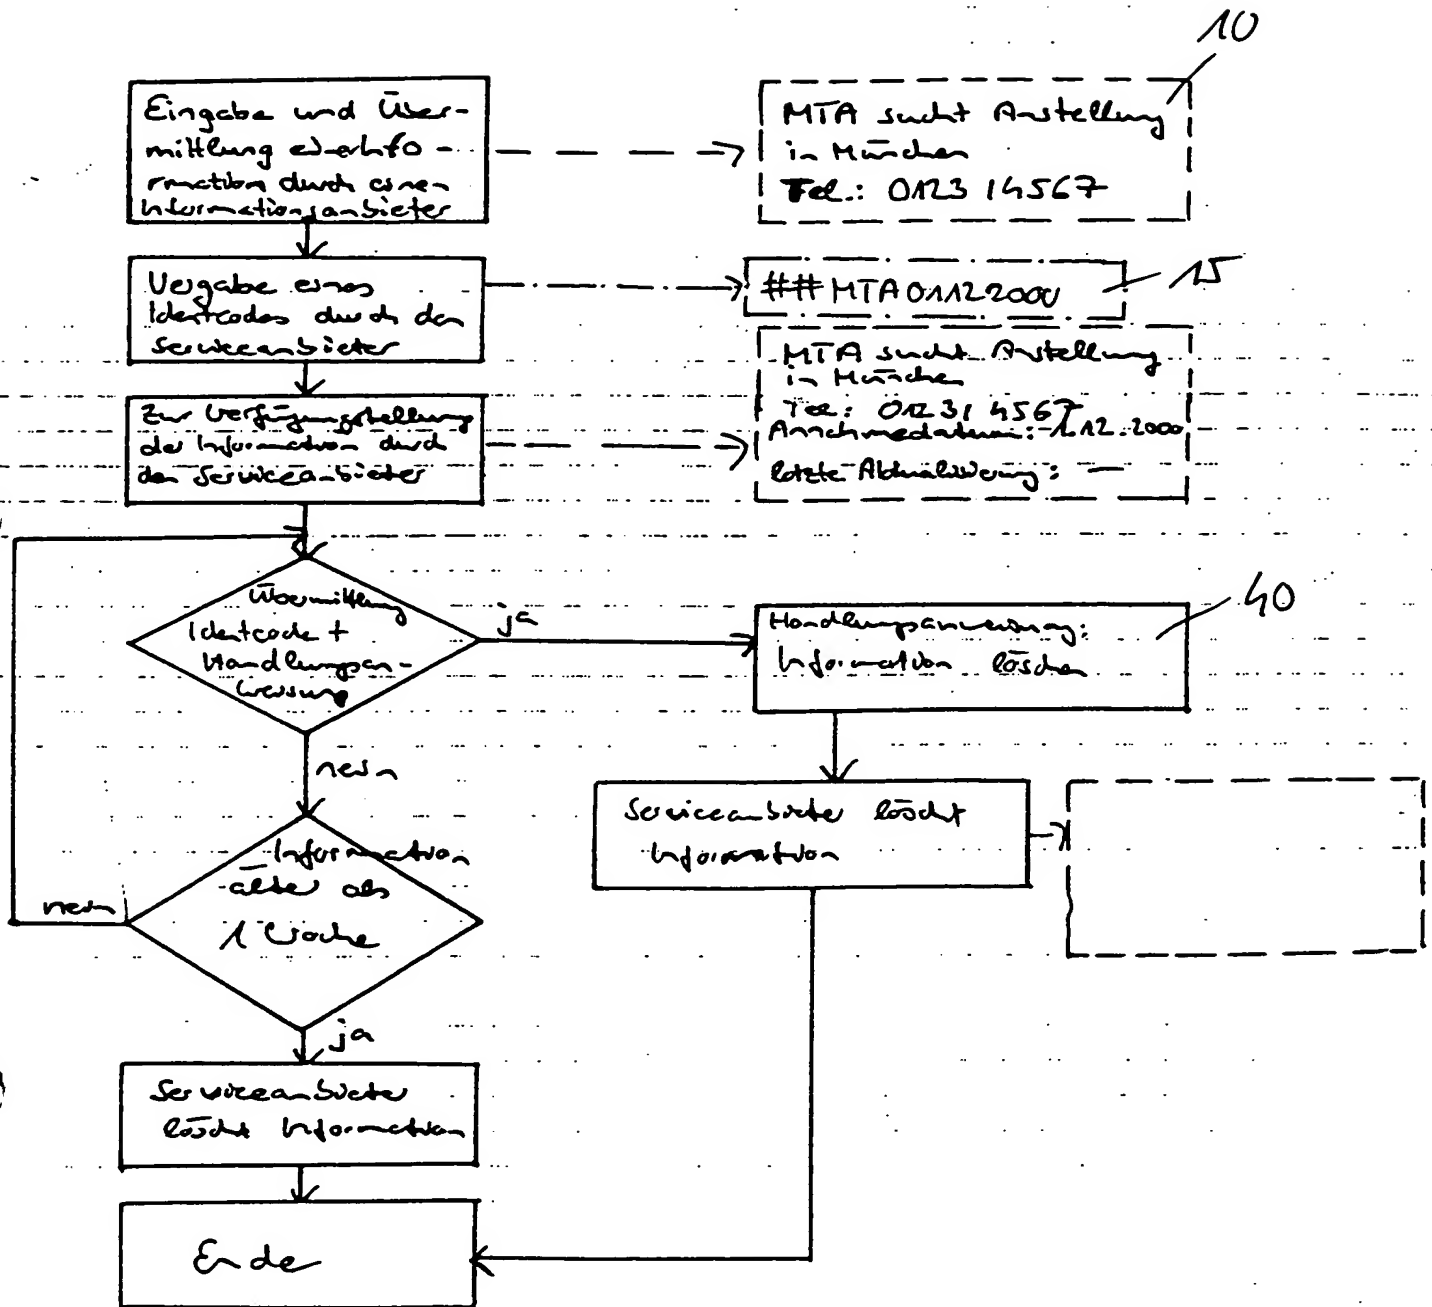 10
Eingabe und Über-
mittlung einer Info-
rmation durch einen
Informationsanbieter
MTA sucht Anstellung
in München
Tel.: 0123 14567
Vergabe eines
Identcodes durch den
Serviceanbieter
##MTA01122000
15
Zur Verfügungstellung
der Information durch
den Serviceanbieter
MTA sucht Anstellung
in München
Tel.: 0123/4567
Annahmedatum: 1.12.2000
letzte Aktualisierung: —
Übermittlung
Identcode +
Handlungsan-
weisung
ja
Handlungsanweisung:
Information löschen
40
nein
Serviceanbieter löscht
Information
Information
älter als
1 Woche
nein
ja
Serviceanbieter
löscht Information
Ende